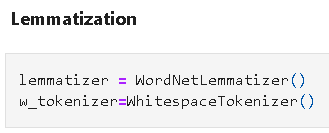 Lemmatization
lemmatizer = WordNetLemmatizer()
w_tokenizer=WhitespaceTokenizer()